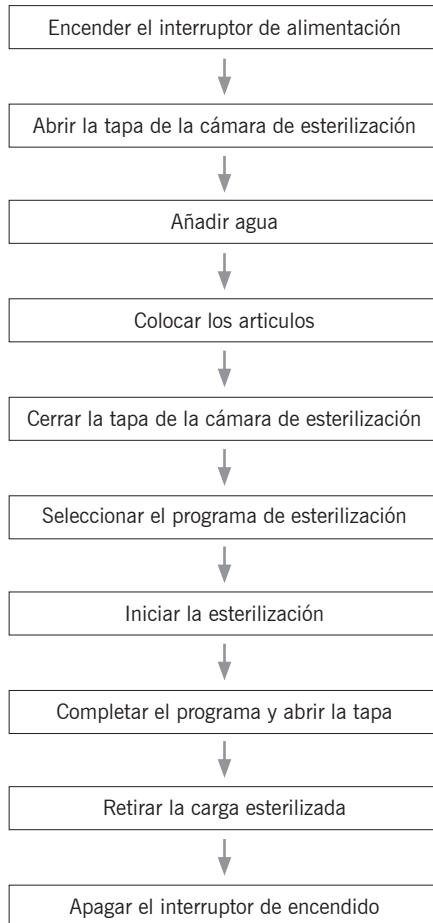 Encender el interruptor de alimentación
Abrir la tapa de la cámara de esterilización
Añadir agua
Colocar los articulos
Cerrar la tapa de la cámara de esterilización
Seleccionar el programa de esterilización
Iniciar la esterilización
Completar el programa y abrir la tapa
Retirar la carga esterilizada
Apagar el interruptor de encendido